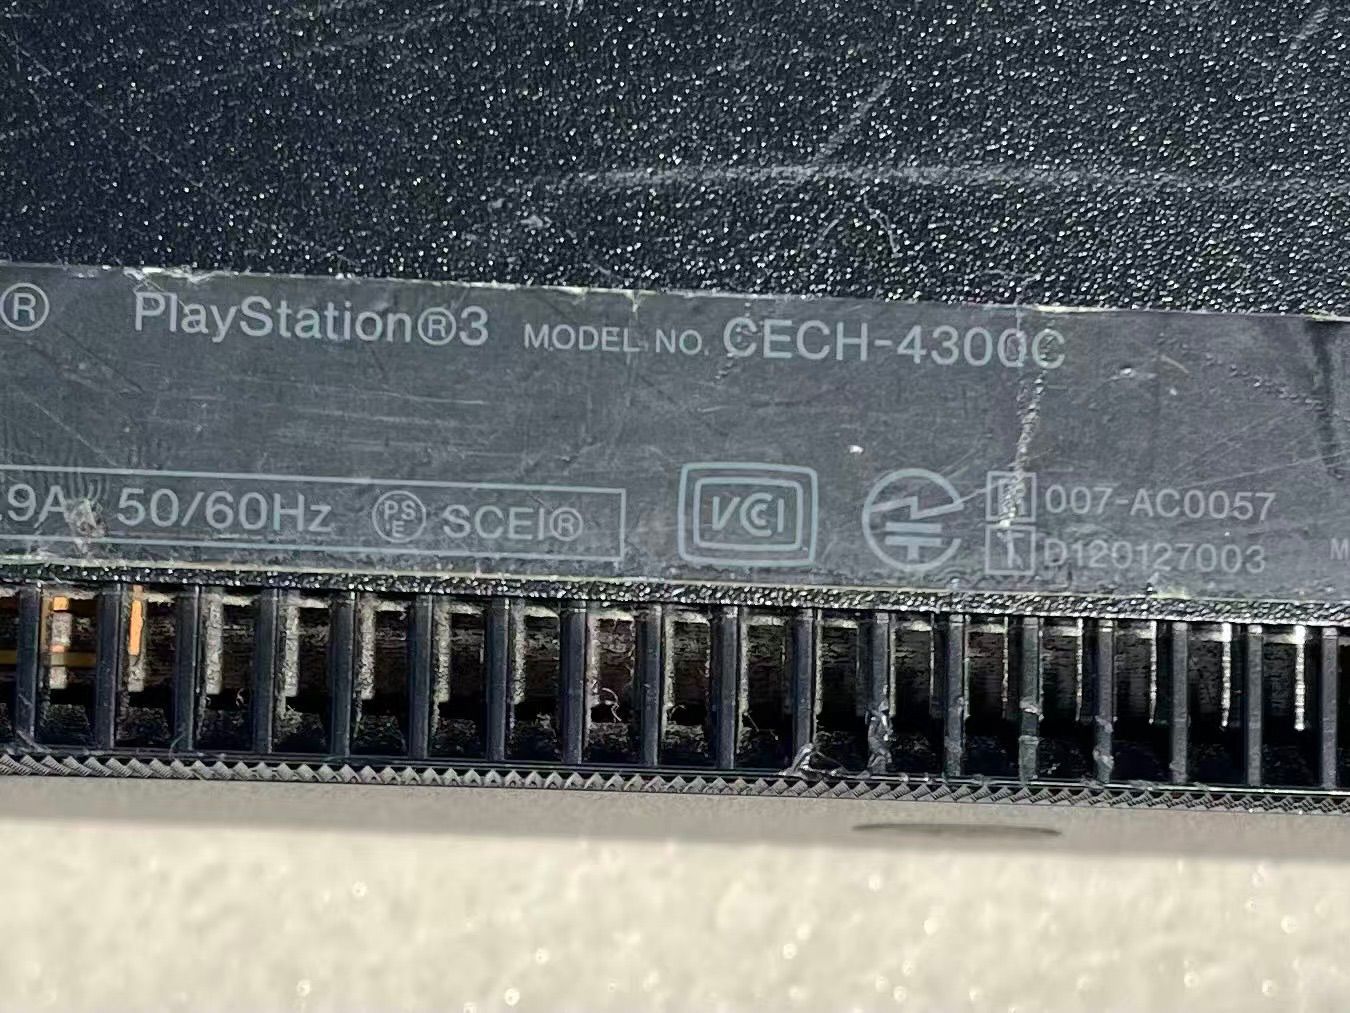 ® PlayStation®3 MODEL NO. CECH-4300C
.9A 50/60Hz PS E SCEI® VCI R 007-AC0057
T D120127003 M